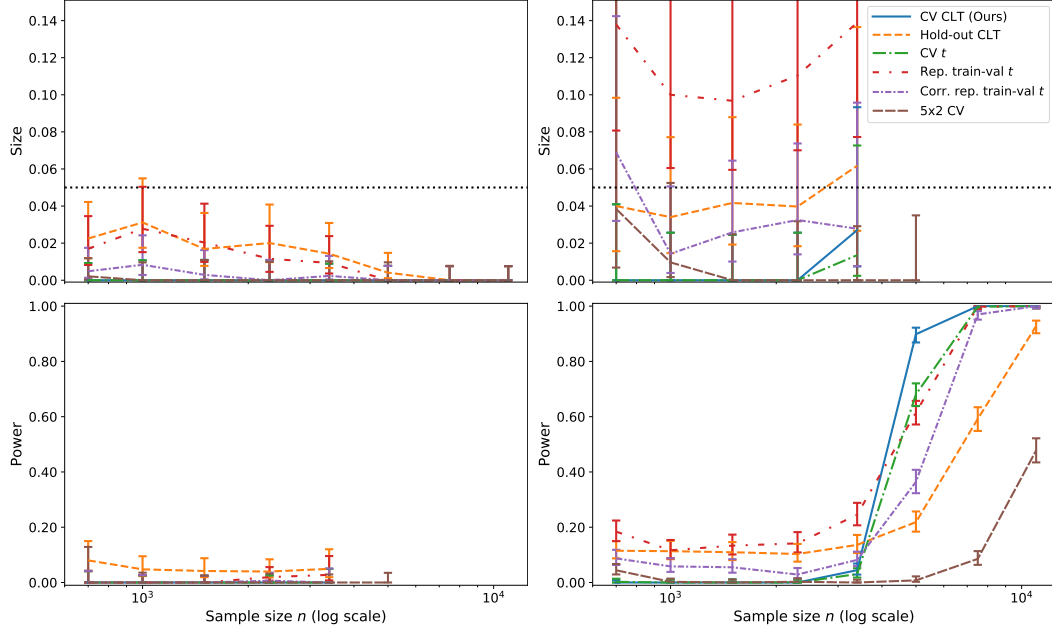 0.14
0.12
0.10
0.08
0.06
0.04
0.02
0.00
Size
0.14
0.12
0.10
0.08
0.06
0.04
0.02
0.00
Size
CV CLT (Ours)
Hold-out CLT
CV t
Rep. train-val t
Corr. rep. train-val t
5x2 CV
1.00
0.80
0.60
0.40
0.20
0.00
Power
10³
10⁴
Sample size n (log scale)
1.00
0.80
0.60
0.40
0.20
0.00
Power
10³
10⁴
Sample size n (log scale)